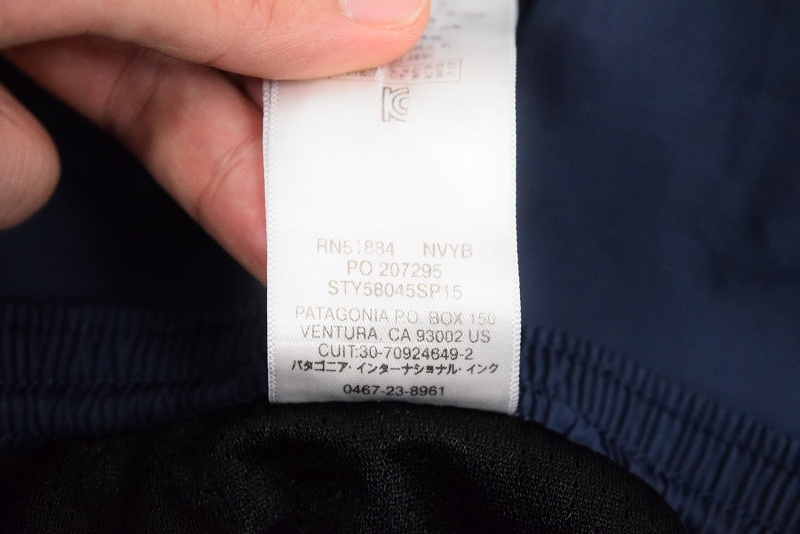 RN51884 NVYB
PO 207295
STY58045SP15
PATAGONIA P.O. BOX 150
VENTURA, CA 93002 US
CUIT:30-70924649-2
パタゴニア・インターナショナル・インク
0467-23-8961